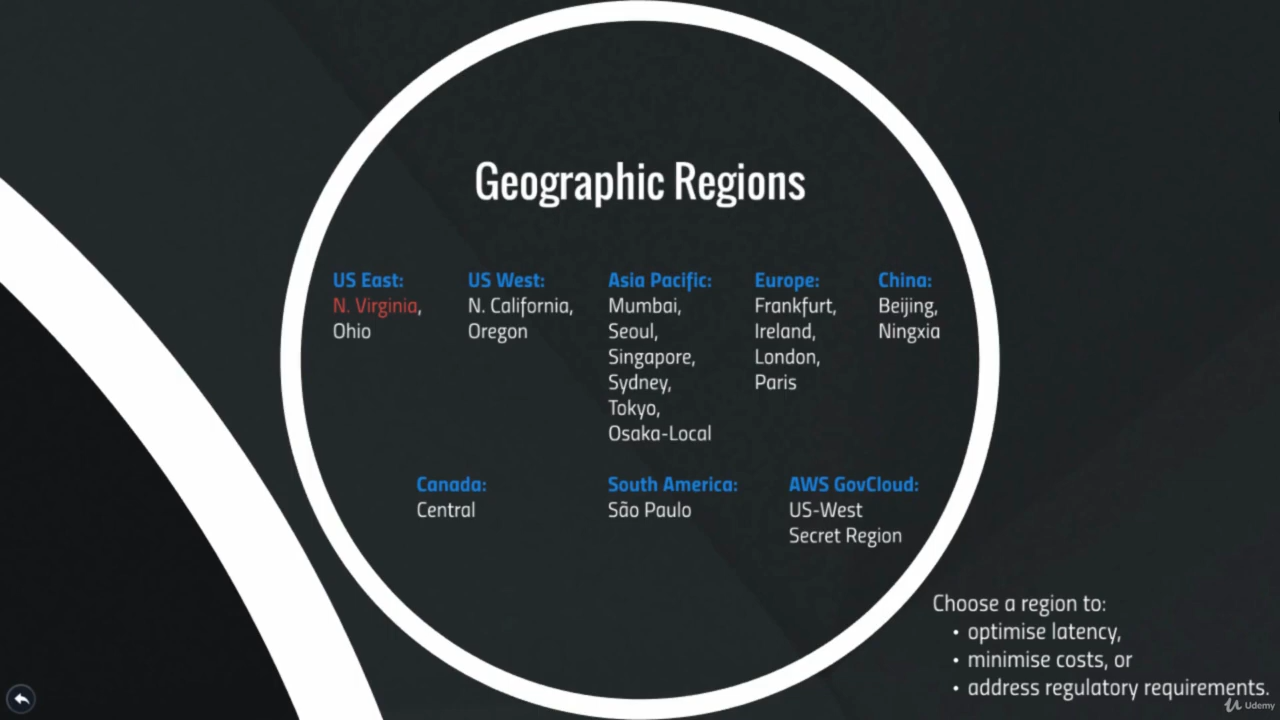 Geographic Regions
US East:
N. Virginia,
Ohio
US West:
N. California,
Oregon
Asia Pacific:
Mumbai,
Seoul,
Singapore,
Sydney,
Tokyo,
Osaka-Local
Europe:
Frankfurt,
Ireland,
London,
Paris
China:
Beijing,
Ningxia
Canada:
Central
South America:
São Paulo
AWS GovCloud:
US-West
Secret Region
Choose a region to:
• optimise latency,
• minimise costs, or
• address regulatory requirements.
Udemy